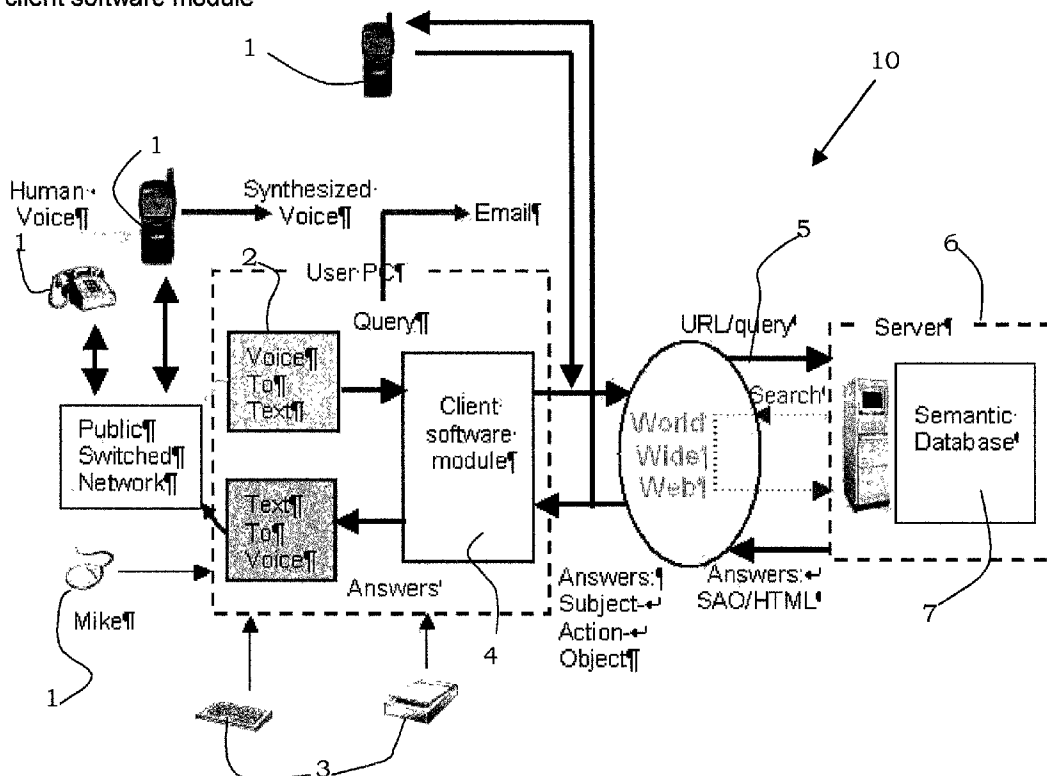 client software module
1
10
1
Human
Voice¶
Synthesized
Voice¶
Email¶
1
2
User PC¶
5
6
Query¶
URL/query
Server¶
Voice¶
To¶
Text¶
Client
software
module¶
World
Wide¶
Web¶
Search
Semantic
Database
Public¶
Switched¶
Network¶
Text¶
To¶
Voice¶
Answers
Mike¶
1
Answers:¶
Subject-↵
Action-↵
Object¶
Answers:↵
SAO/HTML
4
7
3